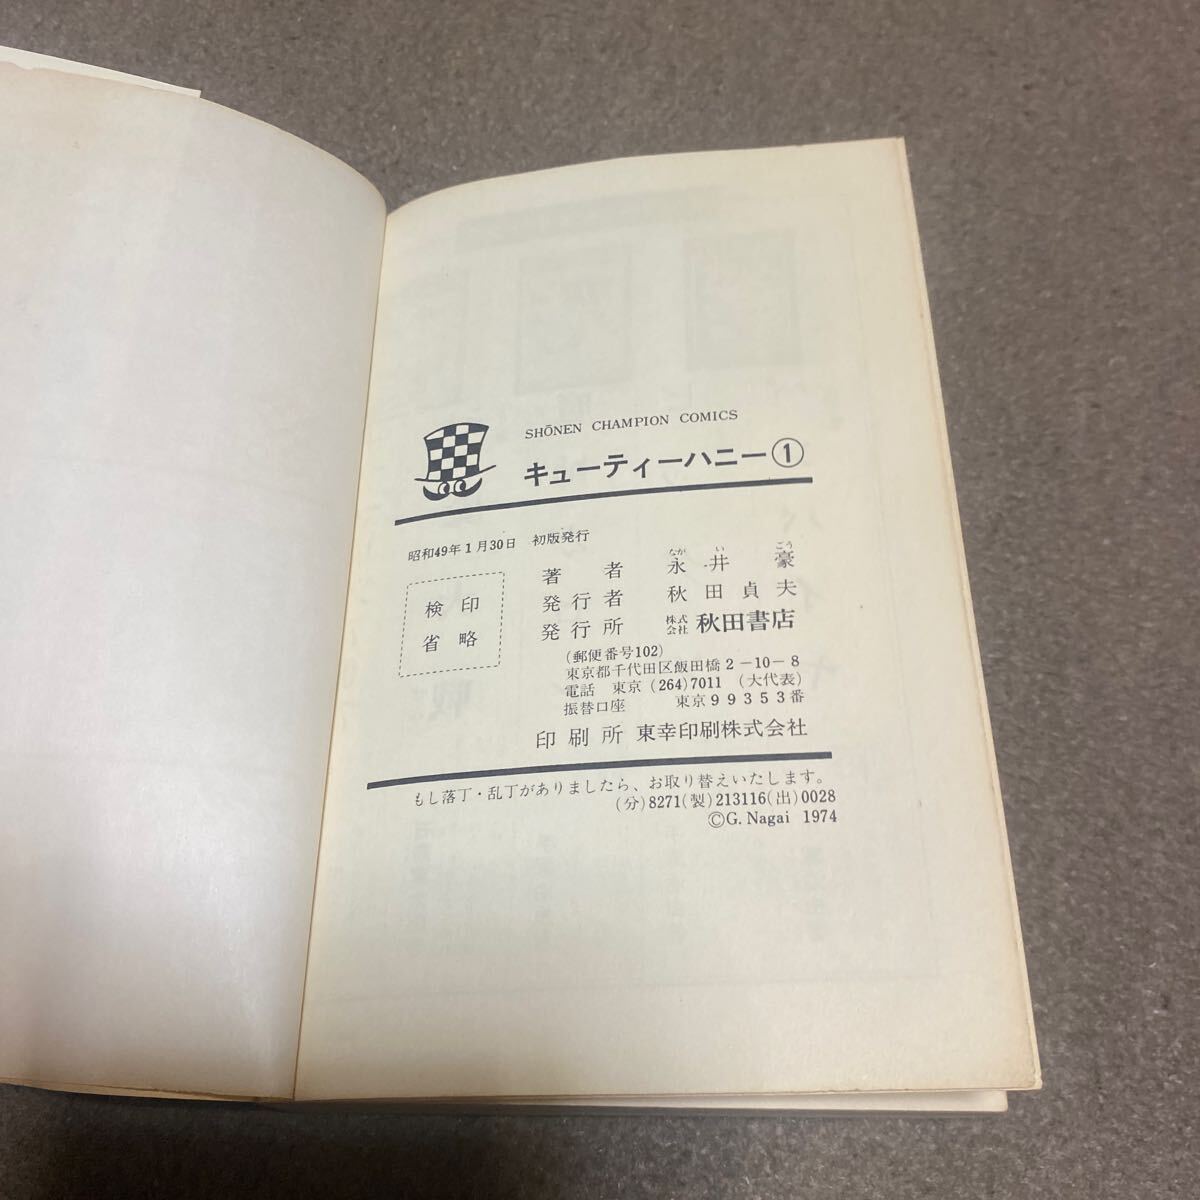 SHŌNEN CHAMPION COMICS
キューティーハニー①
昭和49年1月30日 初版発行
検印
省略
なが い ごう
著者 永井豪
発行者 秋田貞夫
発行所 株式会社 秋田書店
(郵便番号102)
東京都千代田区飯田橋2-10-8
電話 東京(264)7011 (大代表)
振替口座 東京99353番
印刷所 東幸印刷株式会社
もし落丁・乱丁がありましたら、お取り替えいたします。
(分)8271(製)213116(出)0028
©G. Nagai 1974